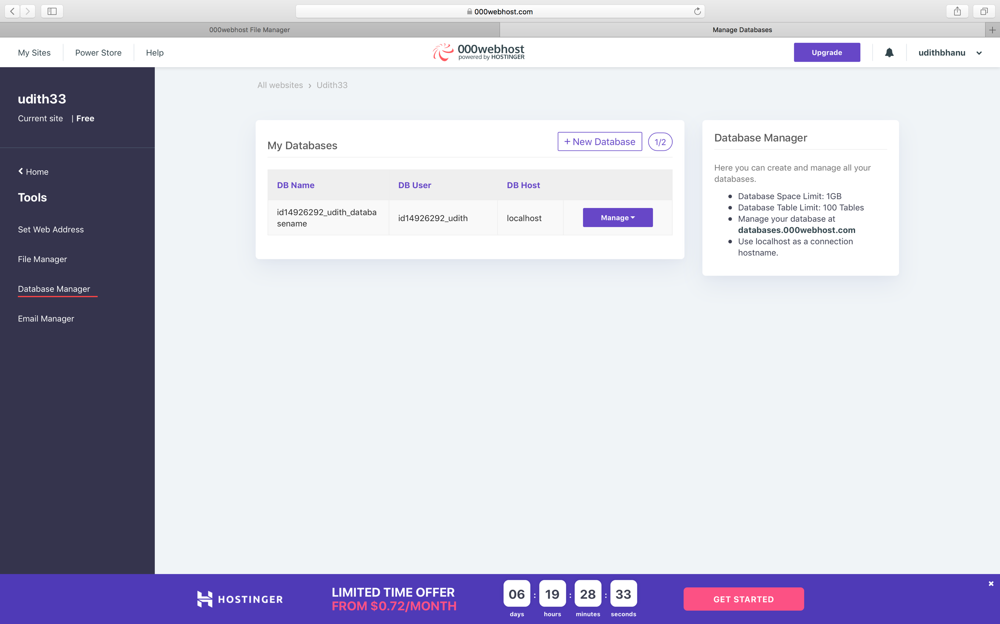 000webhost.com
000webhost File Manager
Manage Databases
My Sites
Power Store
Help
000webhost
powered by HOSTINGER
Upgrade
udithbhanu
udith33
Current site | Free
Home
Tools
Set Web Address
File Manager
Database Manager
Email Manager
All websites › Udith33
My Databases
+ New Database
1/2
DB Name DB User DB Host
id14926292_udith_databa
sename
id14926292_udith
localhost
Manage
Database Manager
Here you can create and manage all your
databases.
• Database Space Limit: 1GB
• Database Table Limit: 100 Tables
• Manage your database at
databases.000webhost.com
• Use localhost as a connection
hostname.
HOSTINGER
LIMITED TIME OFFER
FROM $0.72/MONTH
06 : 19 : 28 : 33
days hours minutes seconds
GET STARTED